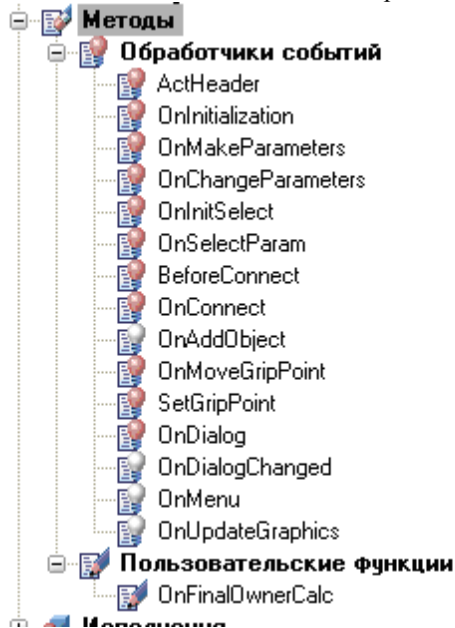 Методы
Обработчики событий
ActHeader
OnInitialization
OnMakeParameters
OnChangeParameters
OnInitSelect
OnSelectParam
BeforeConnect
OnConnect
OnAddObject
OnMoveGripPoint
SetGripPoint
OnDialog
OnDialogChanged
OnMenu
OnUpdateGraphics
Пользовательские функции
OnFinalOwnerCalc
Исполнения